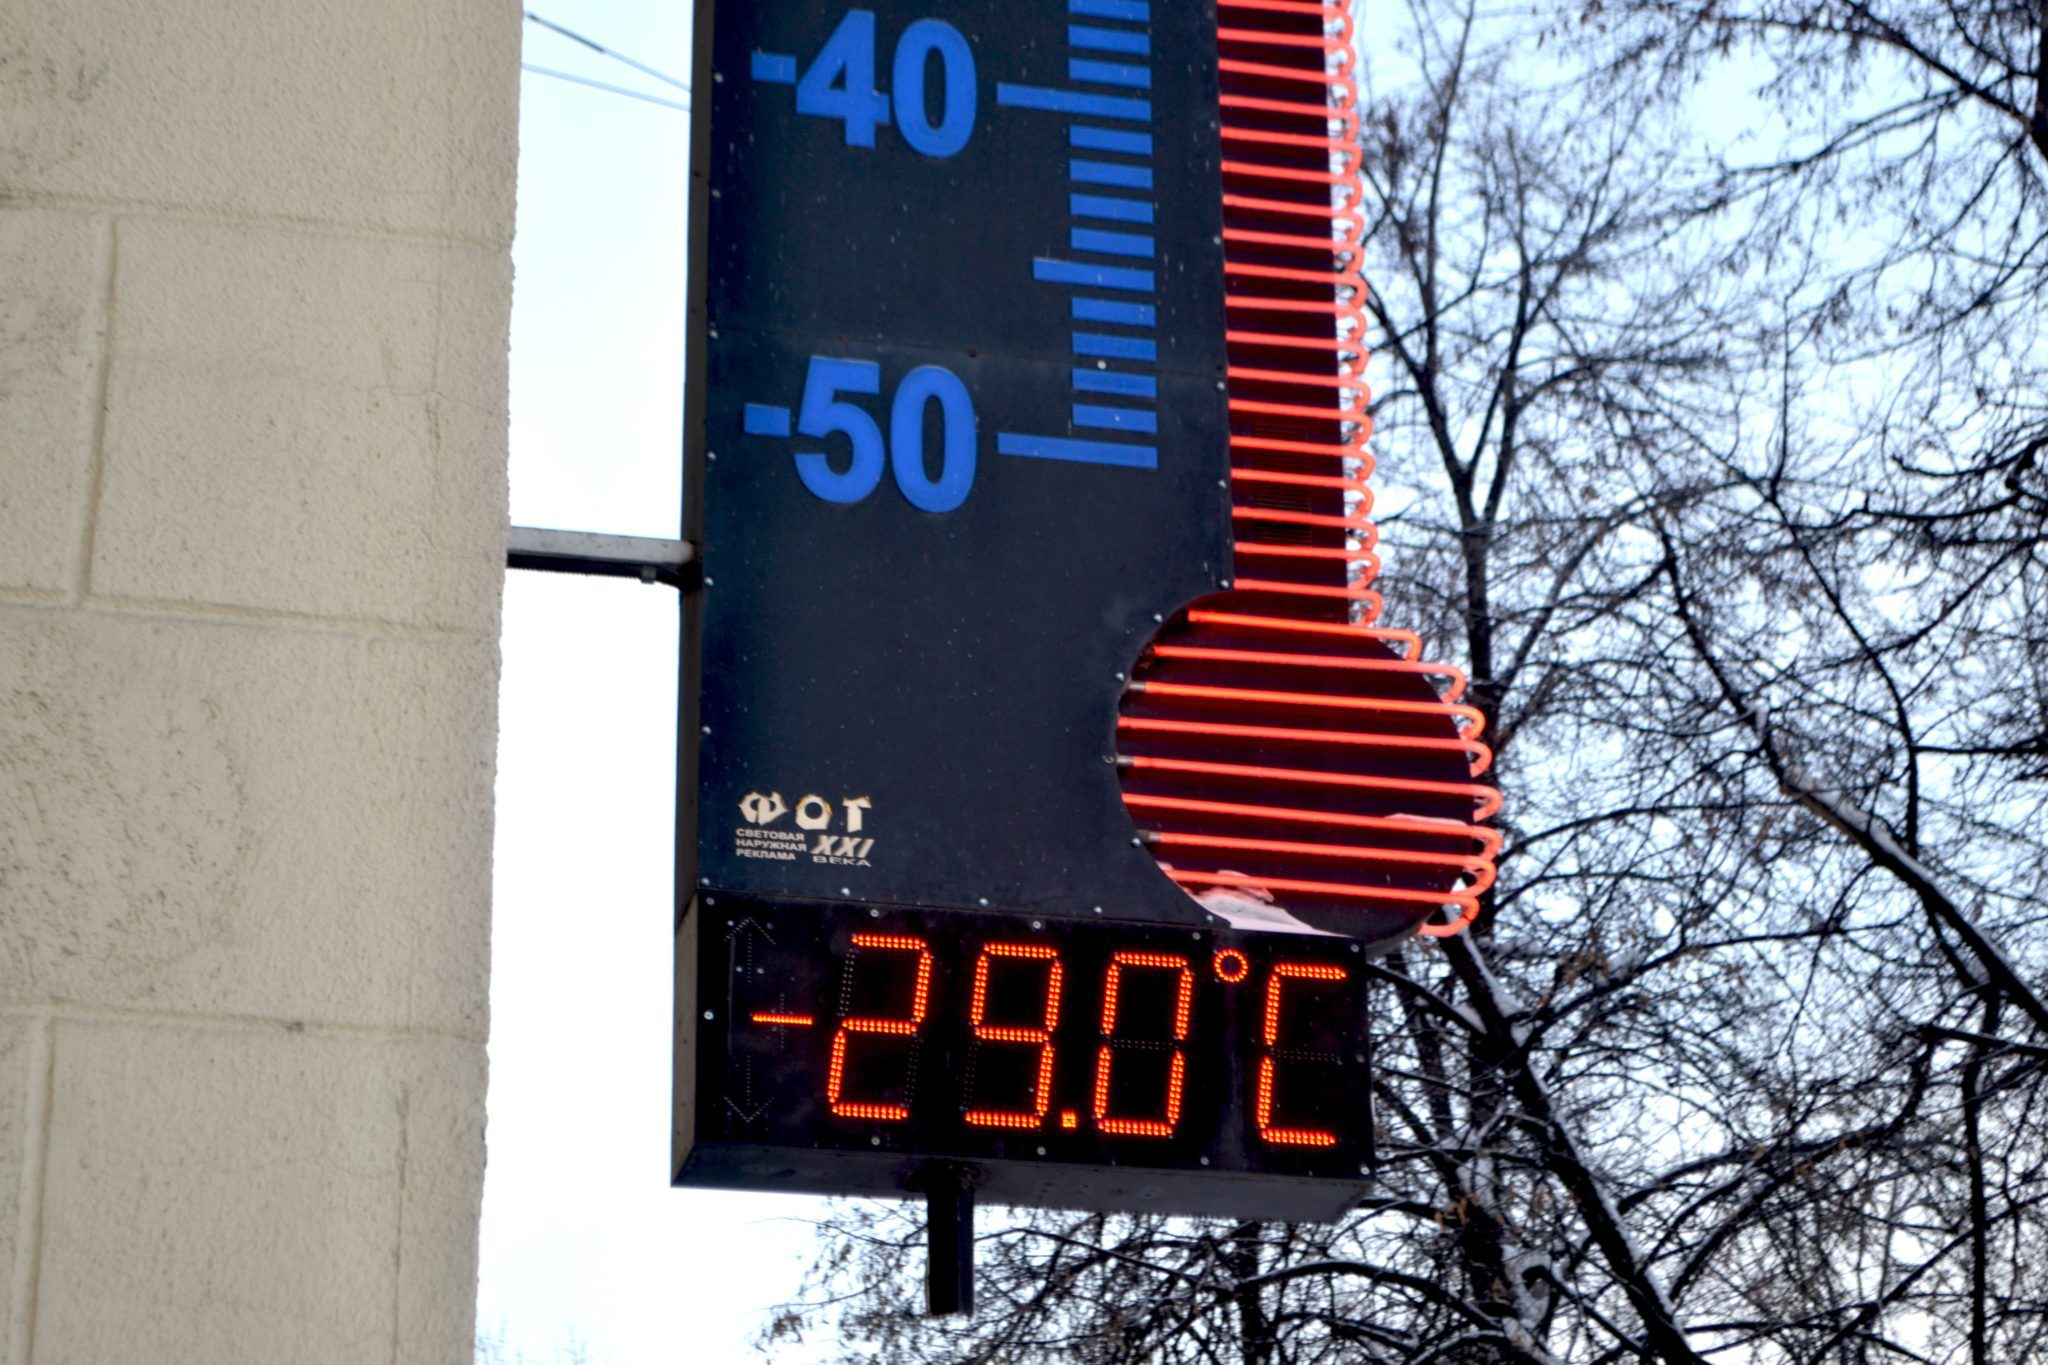 -40
-50
ФОТ
СВЕТОВАЯ
НАРУЖНАЯ
РЕКЛАМА
XXI
ВЕКА
-29.0°C